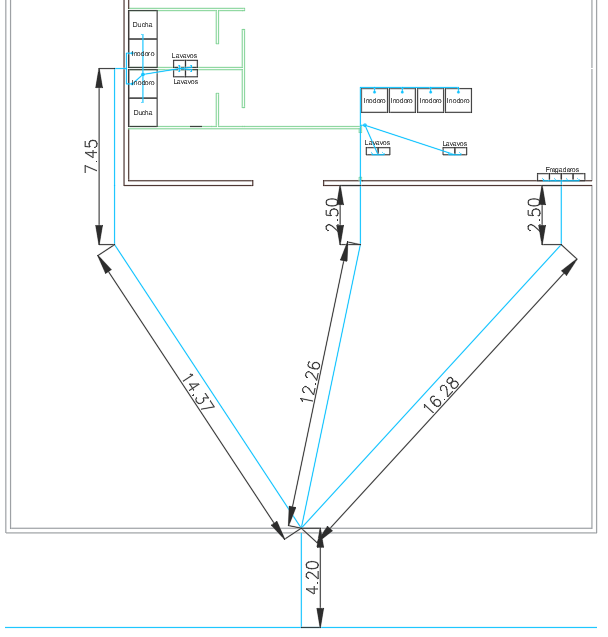 Ducha
Inodoro
Lavavos
Inodoro
Lavavos
Ducha
Inodoro
Inodoro
Inodoro
Inodoro
Lavavos
Lavavos
Fregaderos
7.45
2.50
2.50
14.37
12.26
16.28
4.20